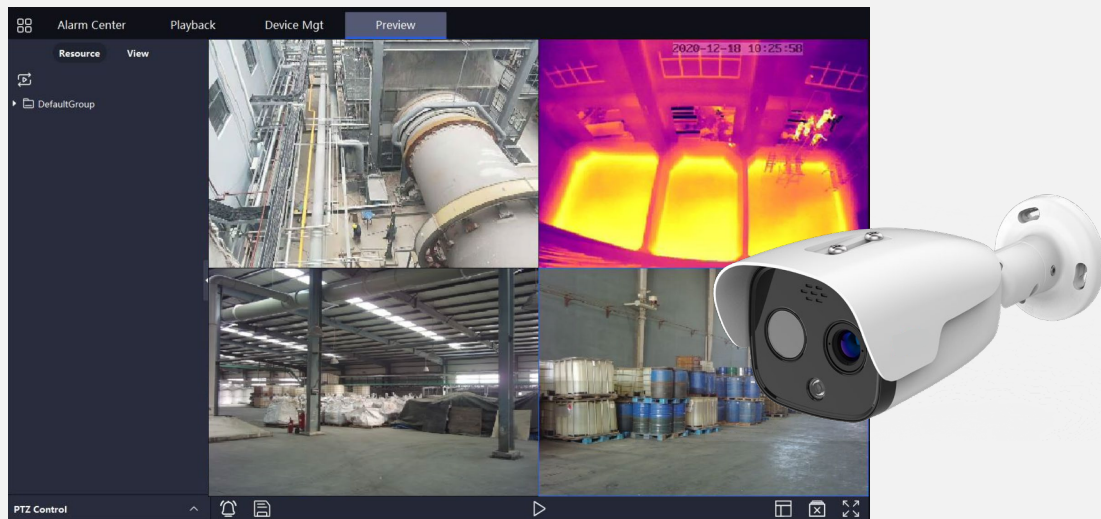 Alarm Center Playback Device Mgt Preview
Resource View
DefaultGroup
2020-12-18 10:25:58
PTZ Control